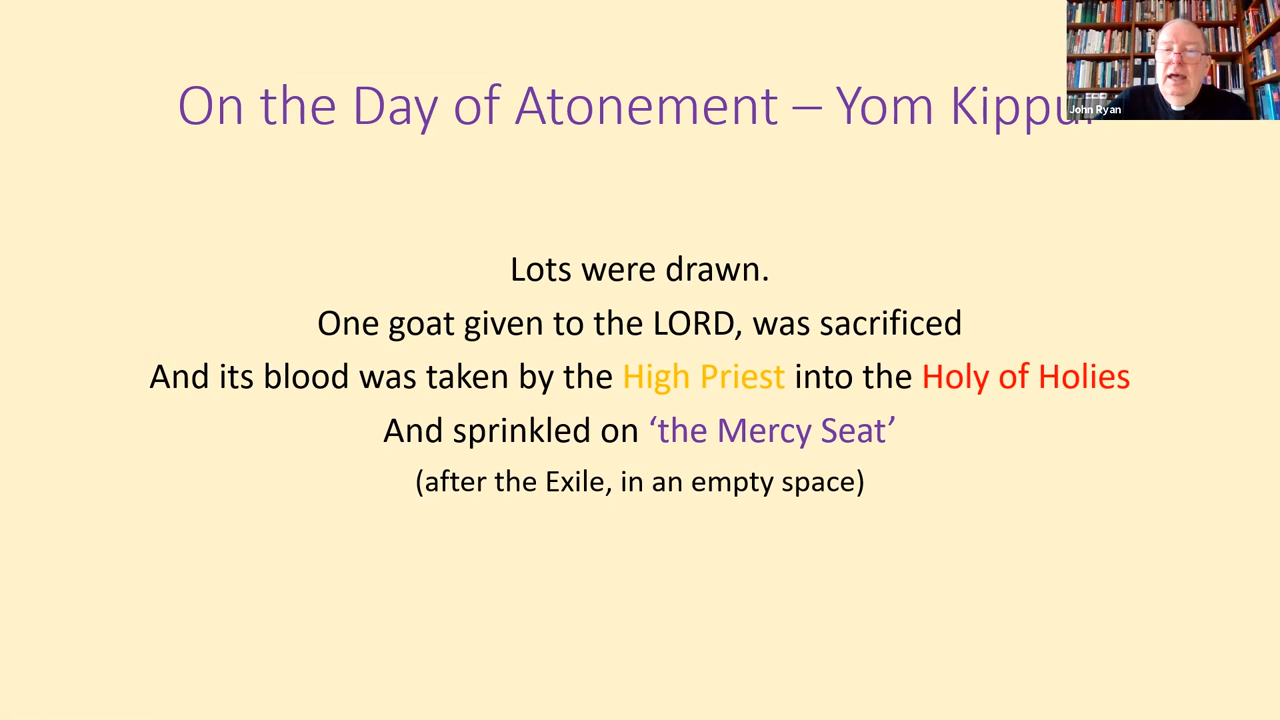 On the Day of Atonement – Yom Kippur
John Ryan
Lots were drawn.
One goat given to the LORD, was sacrificed
And its blood was taken by the High Priest into the Holy of Holies
And sprinkled on ‘the Mercy Seat’
(after the Exile, in an empty space)